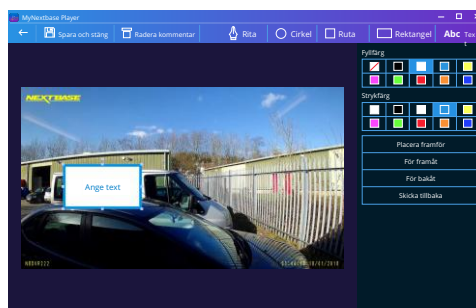 MyNextbase Player
Spara och stäng
Radera kommentar
Rita
Cirkel
Ruta
Rektangel
Abc Tex
t
Fyllfärg
Strykfärg
Placera framför
För framåt
För bakåt
Skicka tillbaka
NEXTBASE
Ange text